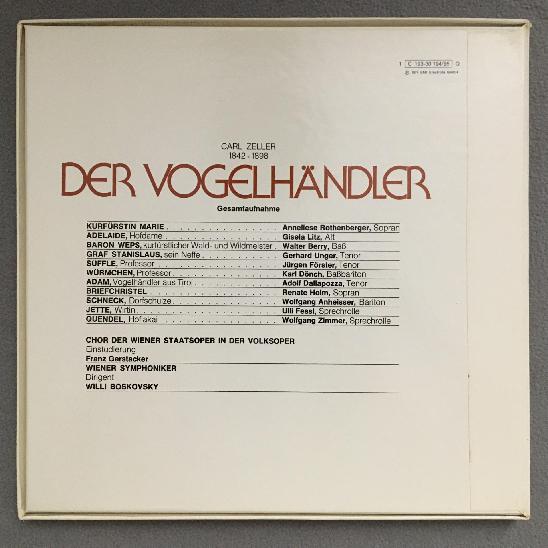 1 C 193-30 194/95 Q
CARL ZELLER
1842 - 1898
DER VOGELHÄNDLER
Gesamtaufnahme
KURFÜRSTIN MARIE . . . . . . . . . . . . . . . . . . . . Anneliese Rothenberger, Sopran
ADELAIDE, Hofdame . . . . . . . . . . . . . . . . . . . . Gisela Litz, Alt
BARON WEPS, kurfürstlicher Wald- und Wildmeister . Walter Berry, Baß
GRAF STANISLAUS, sein Neffe . . . . . . . . . . . . . . Gerhard Unger, Tenor
SÜFFLE, Professor . . . . . . . . . . . . . . . . . . . . Jürgen Förster, Tenor
WÜRMCHEN, Professor . . . . . . . . . . . . . . . . . . Karl Dönch, Baßbariton
ADAM, Vogelhändler aus Tirol . . . . . . . . . . . . . . Adolf Dallapozza, Tenor
BRIEFCHRISTEL . . . . . . . . . . . . . . . . . . . . . . Renate Holm, Sopran
SCHNECK, Dorfschulze . . . . . . . . . . . . . . . . . . Wolfgang Anheisser, Bariton
JETTE, Wirtin . . . . . . . . . . . . . . . . . . . . . . Ulli Fessl, Sprechrolle
QUENDEL, Hoflakai . . . . . . . . . . . . . . . . . . . . Wolfgang Zimmer, Sprechrolle
CHOR DER WIENER STAATSOPER IN DER VOLKSOPER
Einstudierung
Franz Gerstacker
WIENER SYMPHONIKER
Dirigent
WILLI BOSKOVSKY